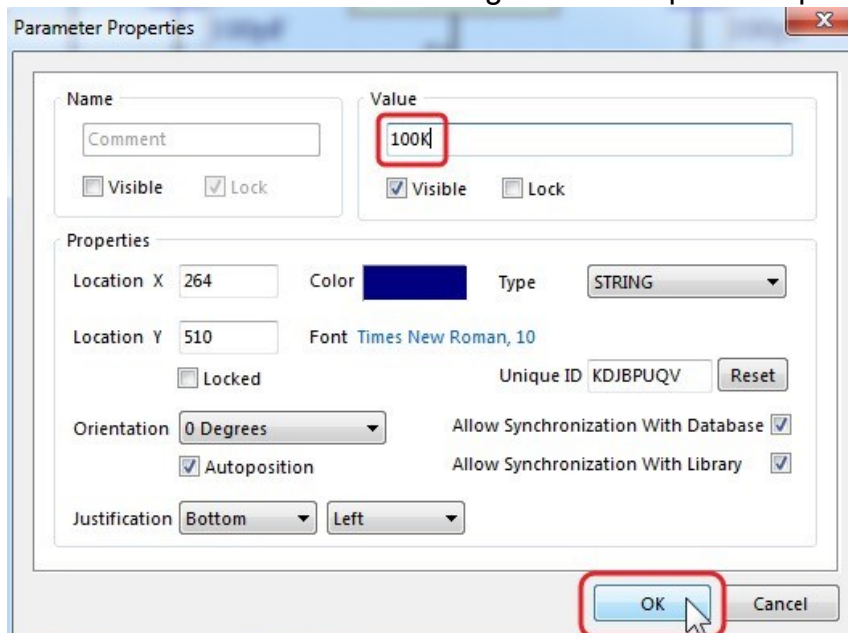 Parameter Properties
Name
Value
Comment
100K
Visible
Lock
Visible
Lock
Properties
Location X 264 Color Type STRING
Location Y 510 Font Times New Roman, 10
Locked Unique ID KDJBPUQV Reset
Orientation 0 Degrees Allow Synchronization With Database
Autoposition Allow Synchronization With Library
Justification Bottom Left
OK Cancel